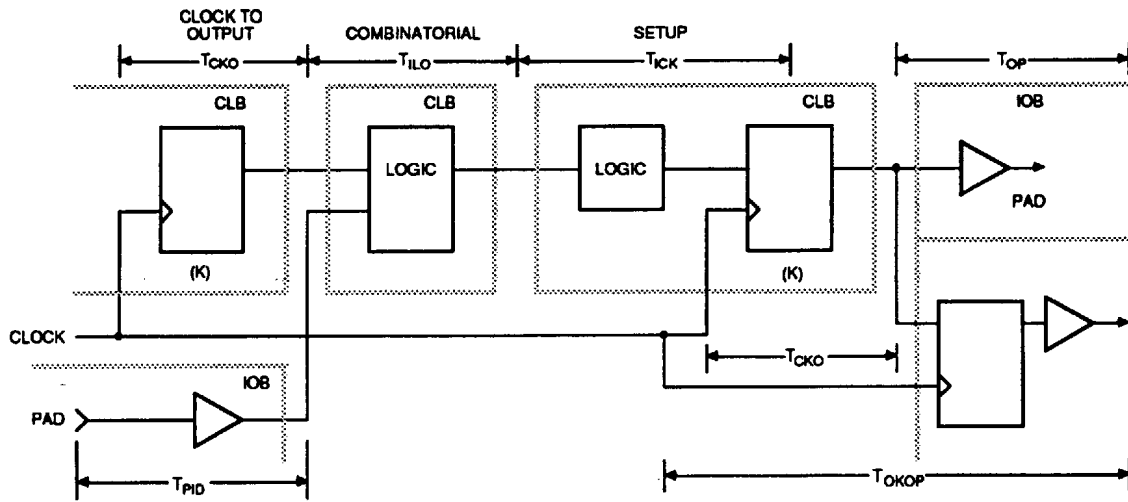 CLOCK TO
OUTPUT
COMBINATORIAL
SETUP
TCKO
TILO
TICK
TOP
CLB
CLB
CLB
IOB
LOGIC
LOGIC
PAD
(K)
(K)
CLOCK
TCKO
IOB
PAD
TPID
TOKOP